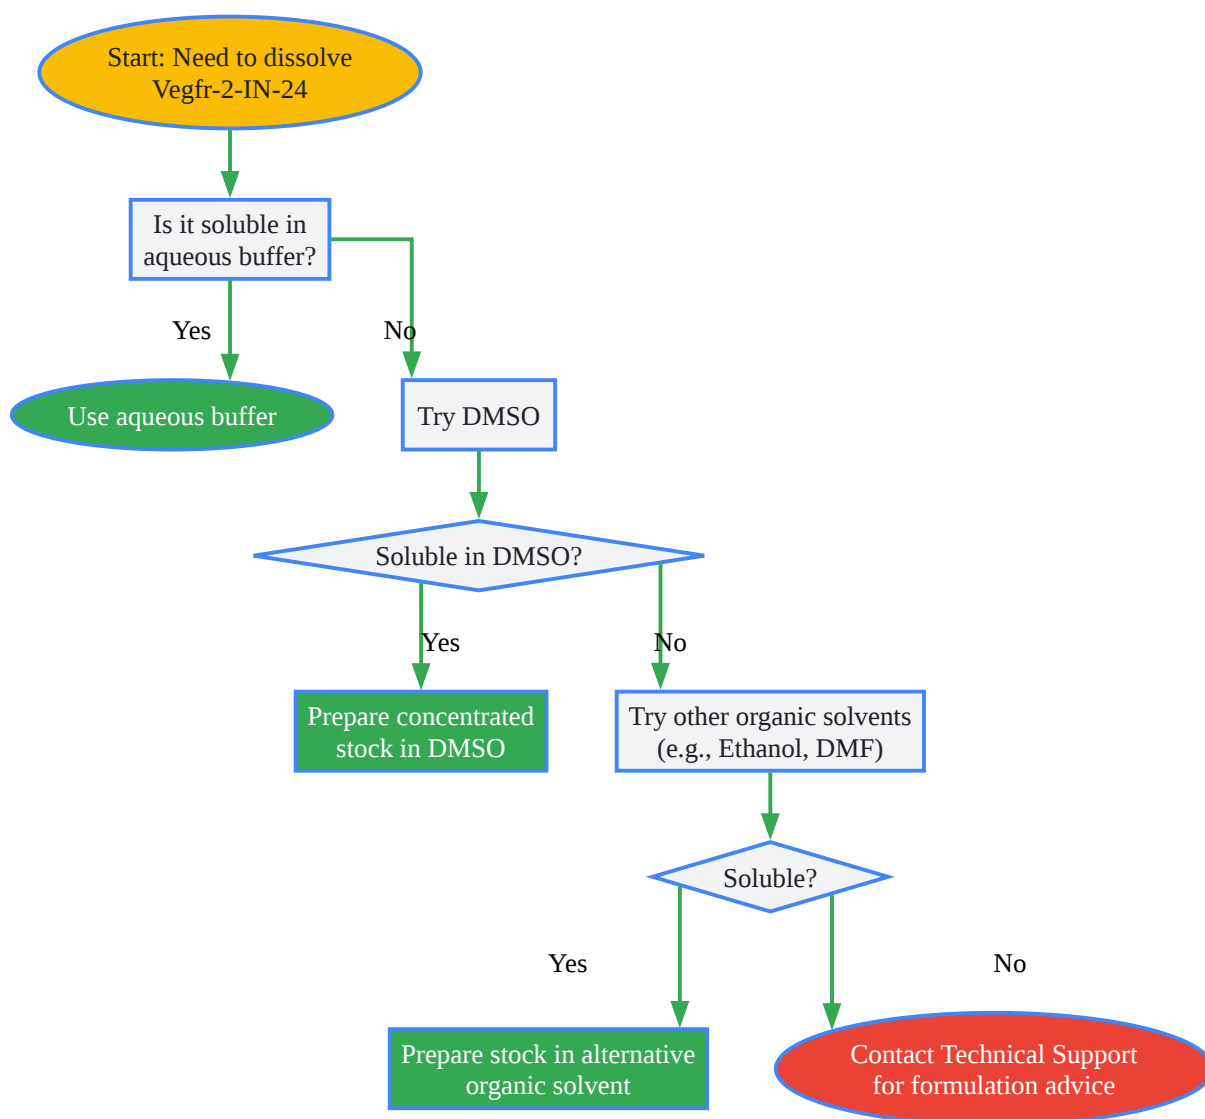 Start: Need to dissolve
Vegfr-2-IN-24
Is it soluble in
aqueous buffer?
Yes
No
Use aqueous buffer
Try DMSO
Soluble in DMSO?
Yes
No
Prepare concentrated
stock in DMSO
Try other organic solvents
(e.g., Ethanol, DMF)
Soluble?
Yes
No
Prepare stock in alternative
organic solvent
Contact Technical Support
for formulation advice